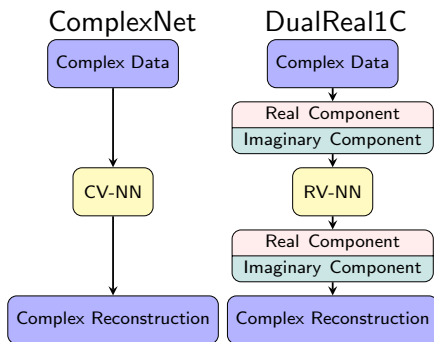 ComplexNet
Complex Data
CV-NN
Complex Reconstruction
DualReal1C
Complex Data
Real Component
Imaginary Component
RV-NN
Real Component
Imaginary Component
Complex Reconstruction